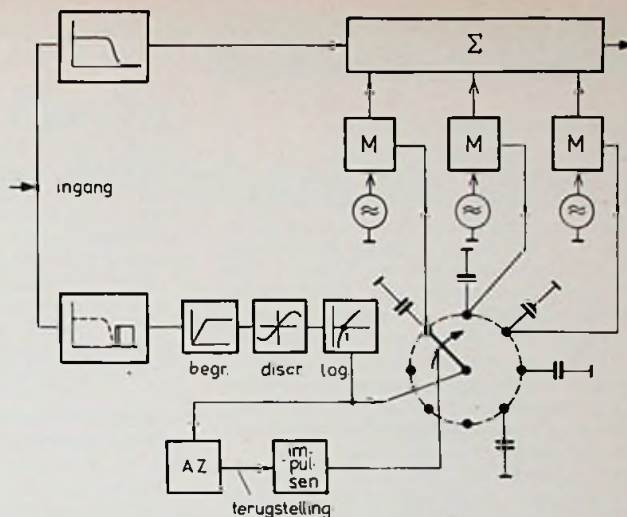 Σ
M M M
ingang
begr. discr log.
AZ
im-
pul-
sen
terugstelling